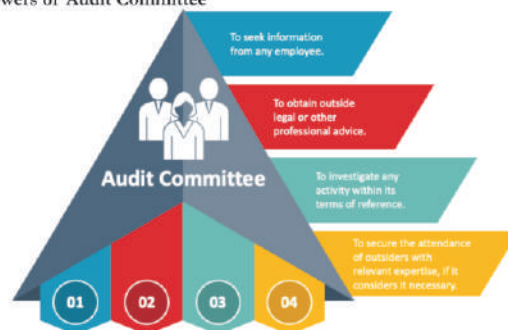 wers of Audit Committee
To seek information
from any employee.
To obtain outside
legal or other
professional advice.
Audit Committee
To investigate any
activity within its
terms of reference.
To secure the attendance
of outsiders with
relevant expertise, if it
considers it necessary.
01 02 03 04